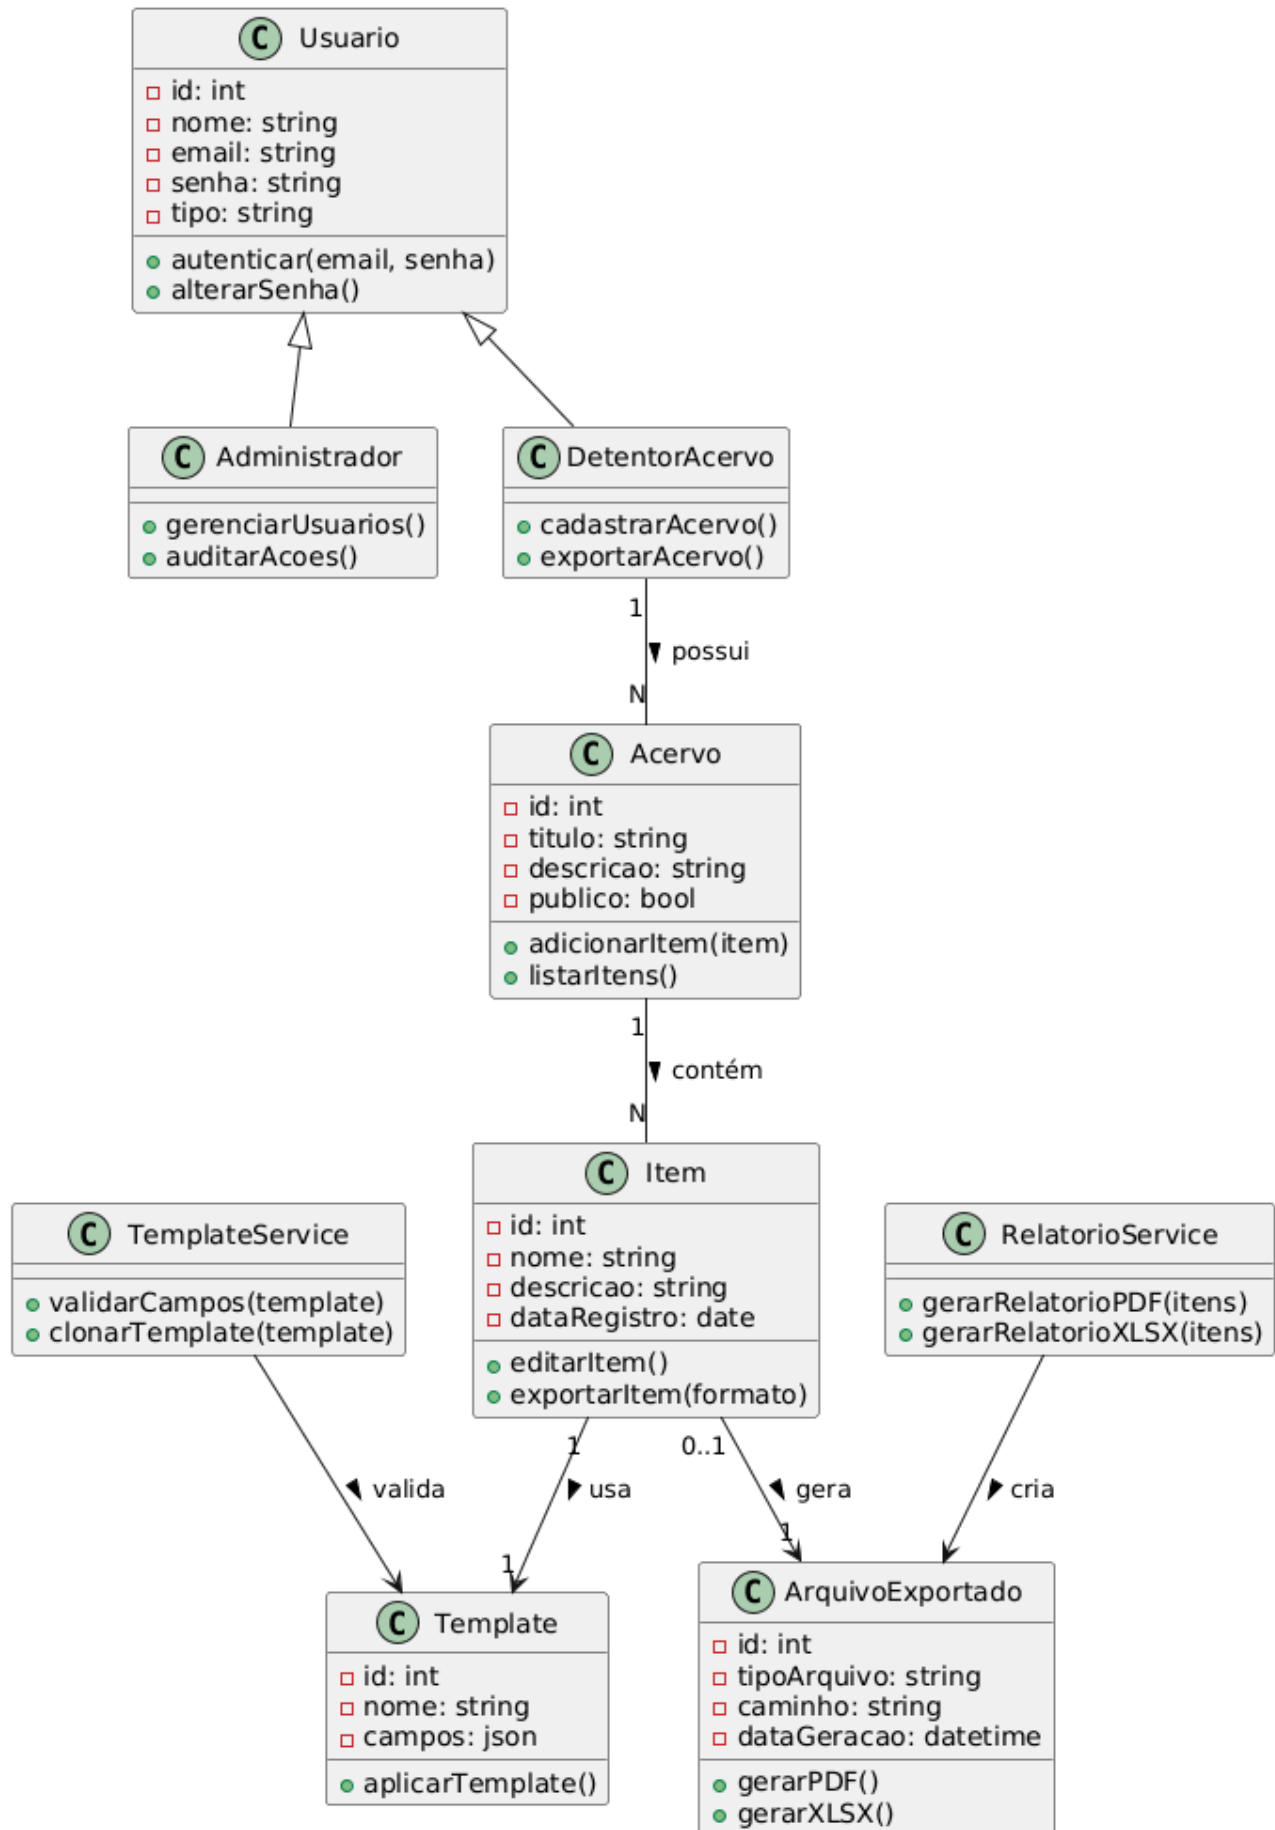 C Usuario
id: int
nome: string
email: string
senha: string
tipo: string
autenticar(email, senha)
alterarSenha()
C Administrador
gerenciarUsuarios()
auditarAcoes()
C DetentorAcervo
cadastrarAcervo()
exportarAcervo()
1
possui
N
C Acervo
id: int
titulo: string
descricao: string
publico: bool
adicionarItem(item)
listarItens()
1
contém
N
C TemplateService
validarCampos(template)
clonarTemplate(template)
C Item
id: int
nome: string
descricao: string
dataRegistro: date
editarItem()
exportarItem(formato)
C RelatorioService
gerarRelatorioPDF(itens)
gerarRelatorioXLSX(itens)
valida
1
usa
1
0..1
gera
1
cria
C Template
id: int
nome: string
campos: json
aplicarTemplate()
C ArquivoExportado
id: int
tipoArquivo: string
caminho: string
dataGeracao: datetime
gerarPDF()
gerarXLSX()